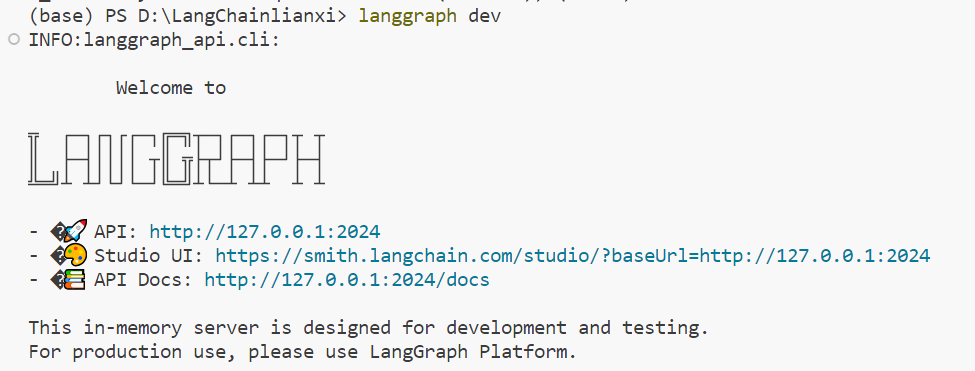 (base) PS D:\LangChainlianxi> langgraph dev
INFO:langgraph_api.cli:
Welcome to
LANGGRAPH
- �🚀 API: http://127.0.0.1:2024
- �🎨 Studio UI: https://smith.langchain.com/studio/?baseUrl=http://127.0.0.1:2024
- �📚 API Docs: http://127.0.0.1:2024/docs
This in-memory server is designed for development and testing.
For production use, please use LangGraph Platform.